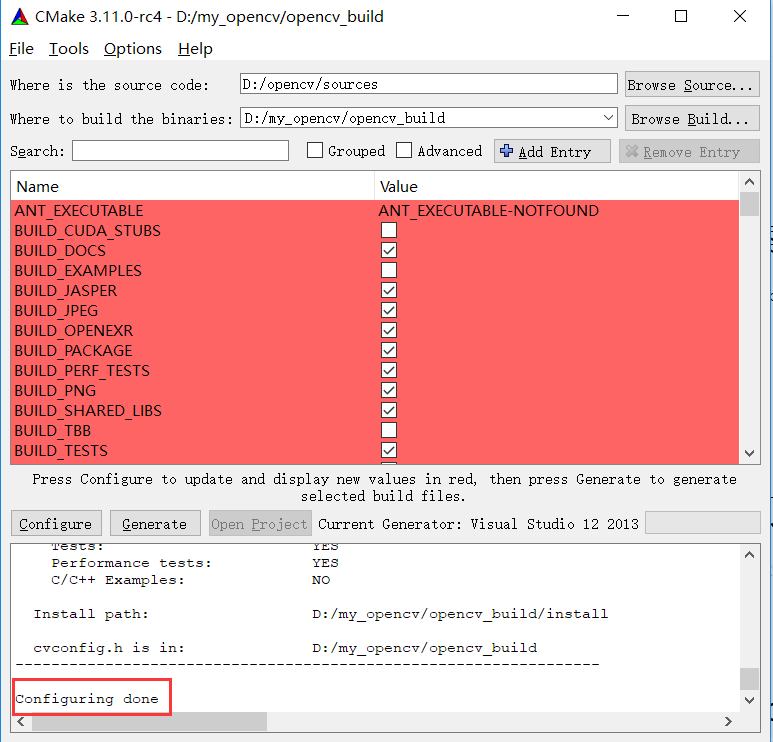 CMake 3.11.0-rc4 - D:/my_opencv/opencv_build
File Tools Options Help
Where is the source code: D:/opencv/sources Browse Source...
Where to build the binaries: D:/my_opencv/opencv_build Browse Build...
Search: Grouped Advanced Add Entry Remove Entry
Name Value
ANT_EXECUTABLE ANT_EXECUTABLE-NOTFOUND
BUILD_CUDA_STUBS
BUILD_DOCS
BUILD_EXAMPLES
BUILD_JASPER
BUILD_JPEG
BUILD_OPENEXR
BUILD_PACKAGE
BUILD_PERF_TESTS
BUILD_PNG
BUILD_SHARED_LIBS
BUILD_TBB
BUILD_TESTS
Press Configure to update and display new values in red, then press Generate to generate
selected build files.
Configure Generate Open Project Current Generator: Visual Studio 12 2013
Tests: YES
Performance tests: YES
C/C++ Examples: NO
Install path: D:/my_opencv/opencv_build/install
cvconfig.h is in: D:/my_opencv/opencv_build
-----------------------------------------------------------------
Configuring done